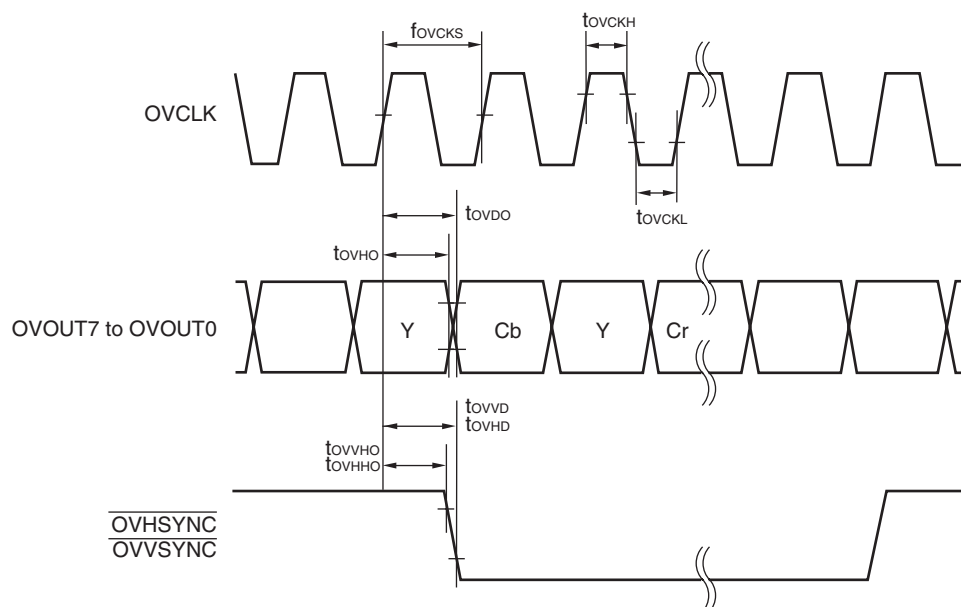 fOVCKS
tOVCKH
OVCLK
tOVCKL
tOVDO
tOVHO
OVOUT7 to OVOUT0
Y
Cb
Y
Cr
tOVVD
tOVHD
tOVVHO
tOVHHO
OVHSYNC
OVVSYNC